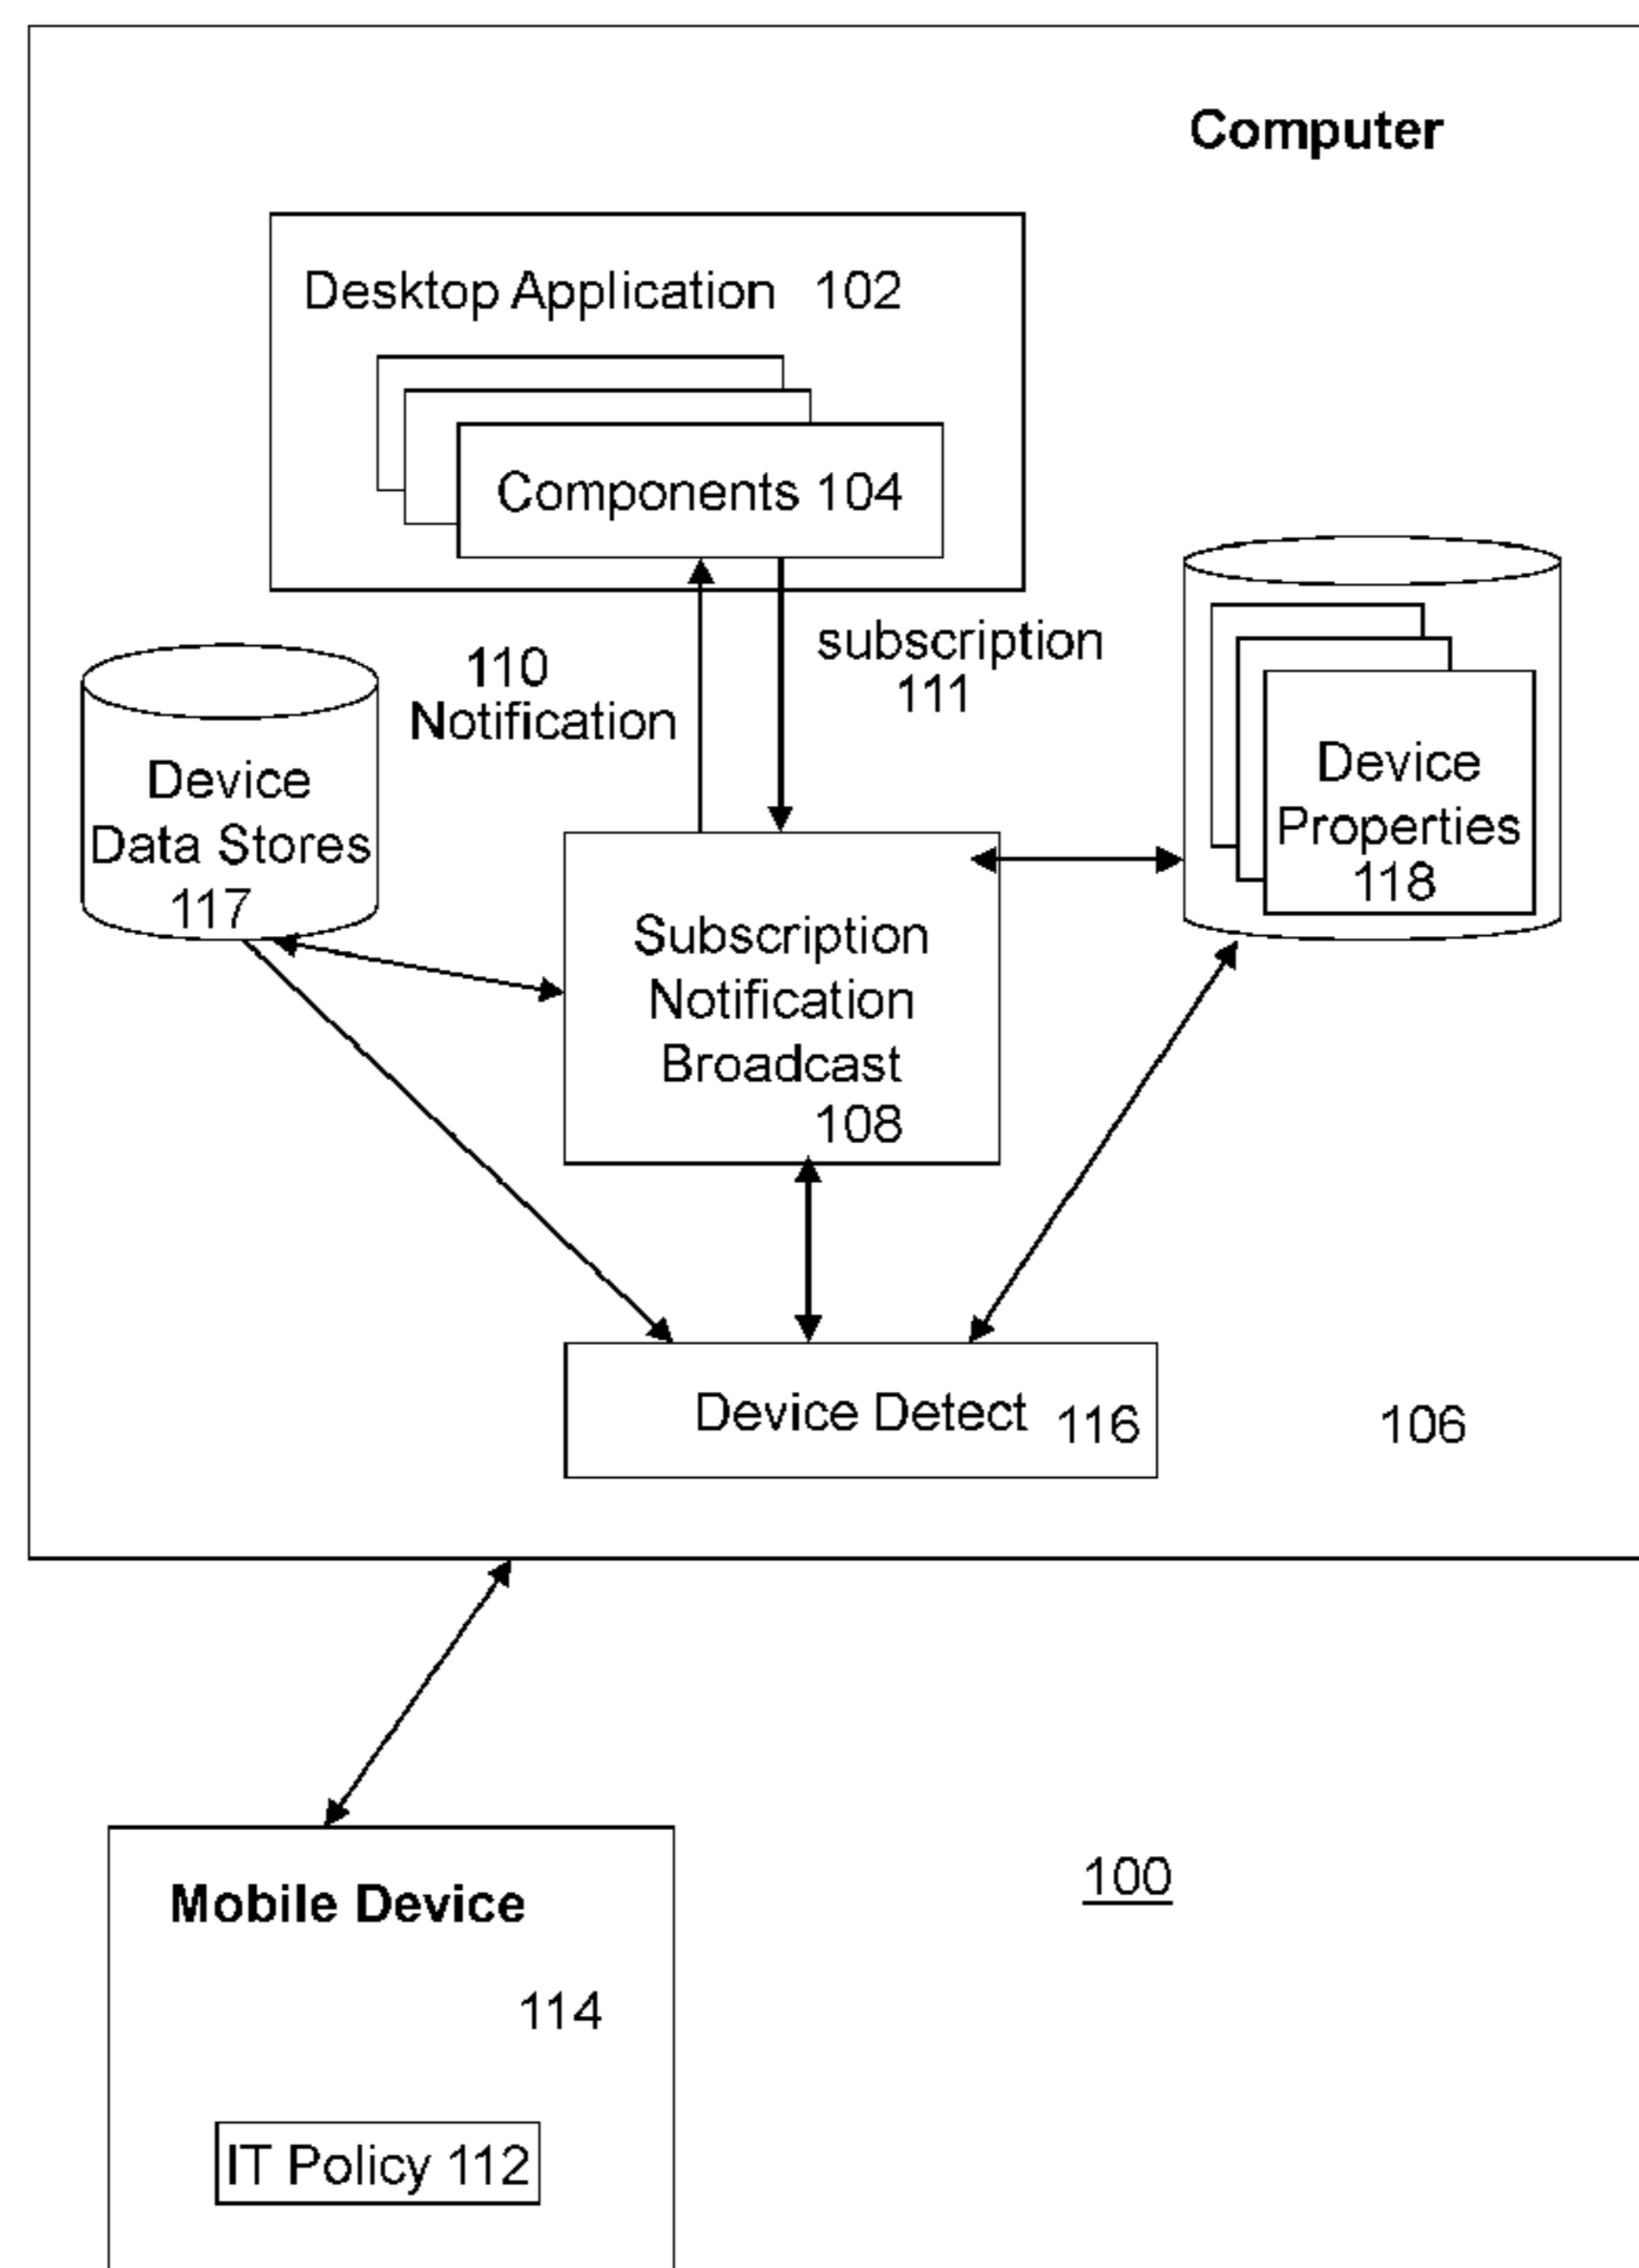 Computer
Desktop Application 102
Components 104
110
Notification
subscription
111
Device
Data Stores
117
Device
Properties
118
Subscription
Notification
Broadcast
108
Device Detect 116
106
Mobile Device
114
100
IT Policy 112